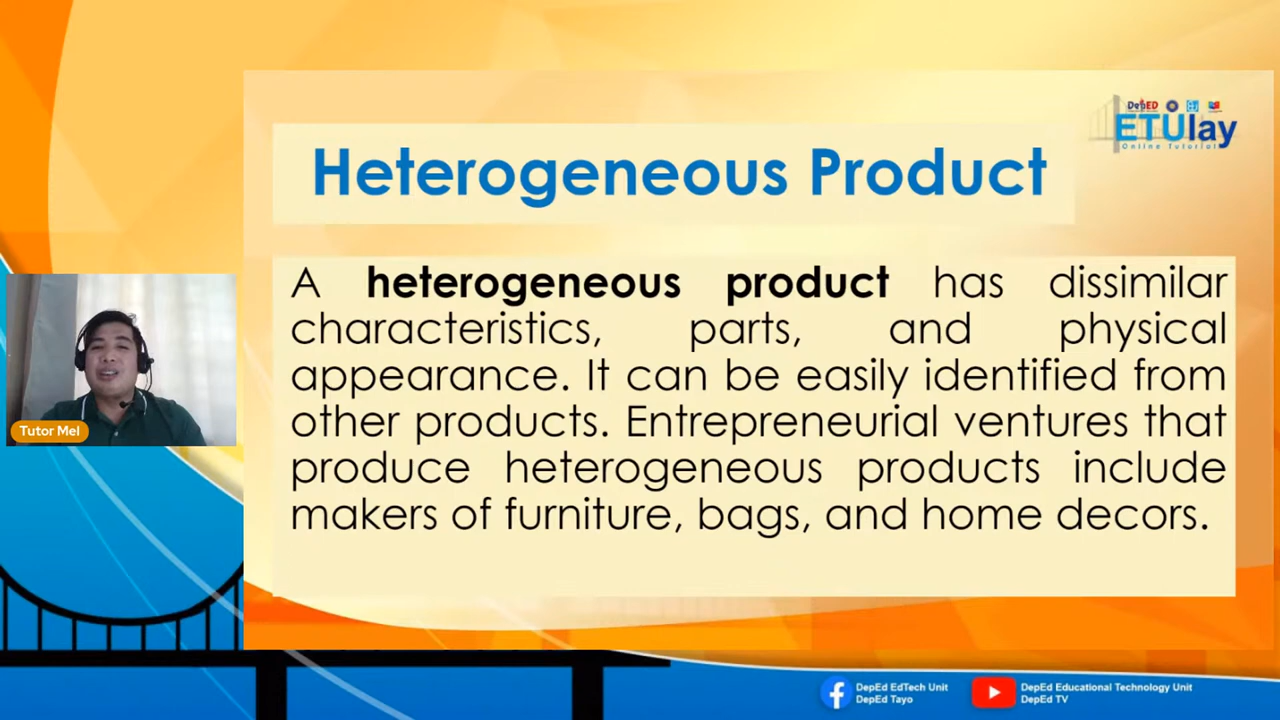 DepED
ETUlay
Online Tutorial
Heterogeneous Product
A heterogeneous product has dissimilar
characteristics, parts, and physical
appearance. It can be easily identified from
other products. Entrepreneurial ventures that
produce heterogeneous products include
makers of furniture, bags, and home decors.
Tutor Mel
DepEd EdTech Unit
DepEd Tayo
DepEd Educational Technology Unit
DepEd TV